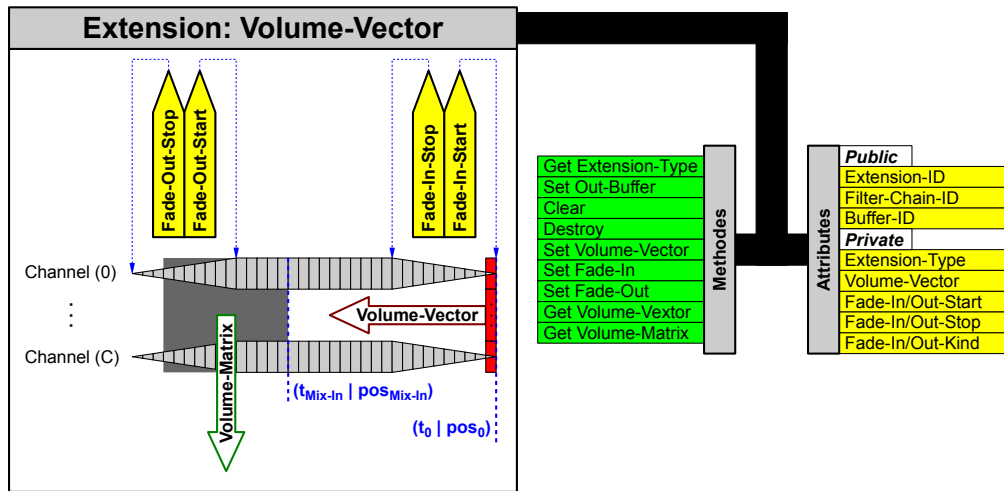 Extension: Volume-Vector
Fade-Out-Stop
Fade-Out-Start
Fade-In-Stop
Fade-In-Start
Channel (0)
⋮
Channel (C)
Volume-Vector
Volume-Matrix
(tMix-In | posMix-In)
(t0 | pos0)
Methodes
Get Extension-Type
Set Out-Buffer
Clear
Destroy
Set Volume-Vector
Set Fade-In
Set Fade-Out
Get Volume-Vextor
Get Volume-Matrix
Attributes
Public
Extension-ID
Filter-Chain-ID
Buffer-ID
Private
Extension-Type
Volume-Vector
Fade-In/Out-Start
Fade-In/Out-Stop
Fade-In/Out-Kind